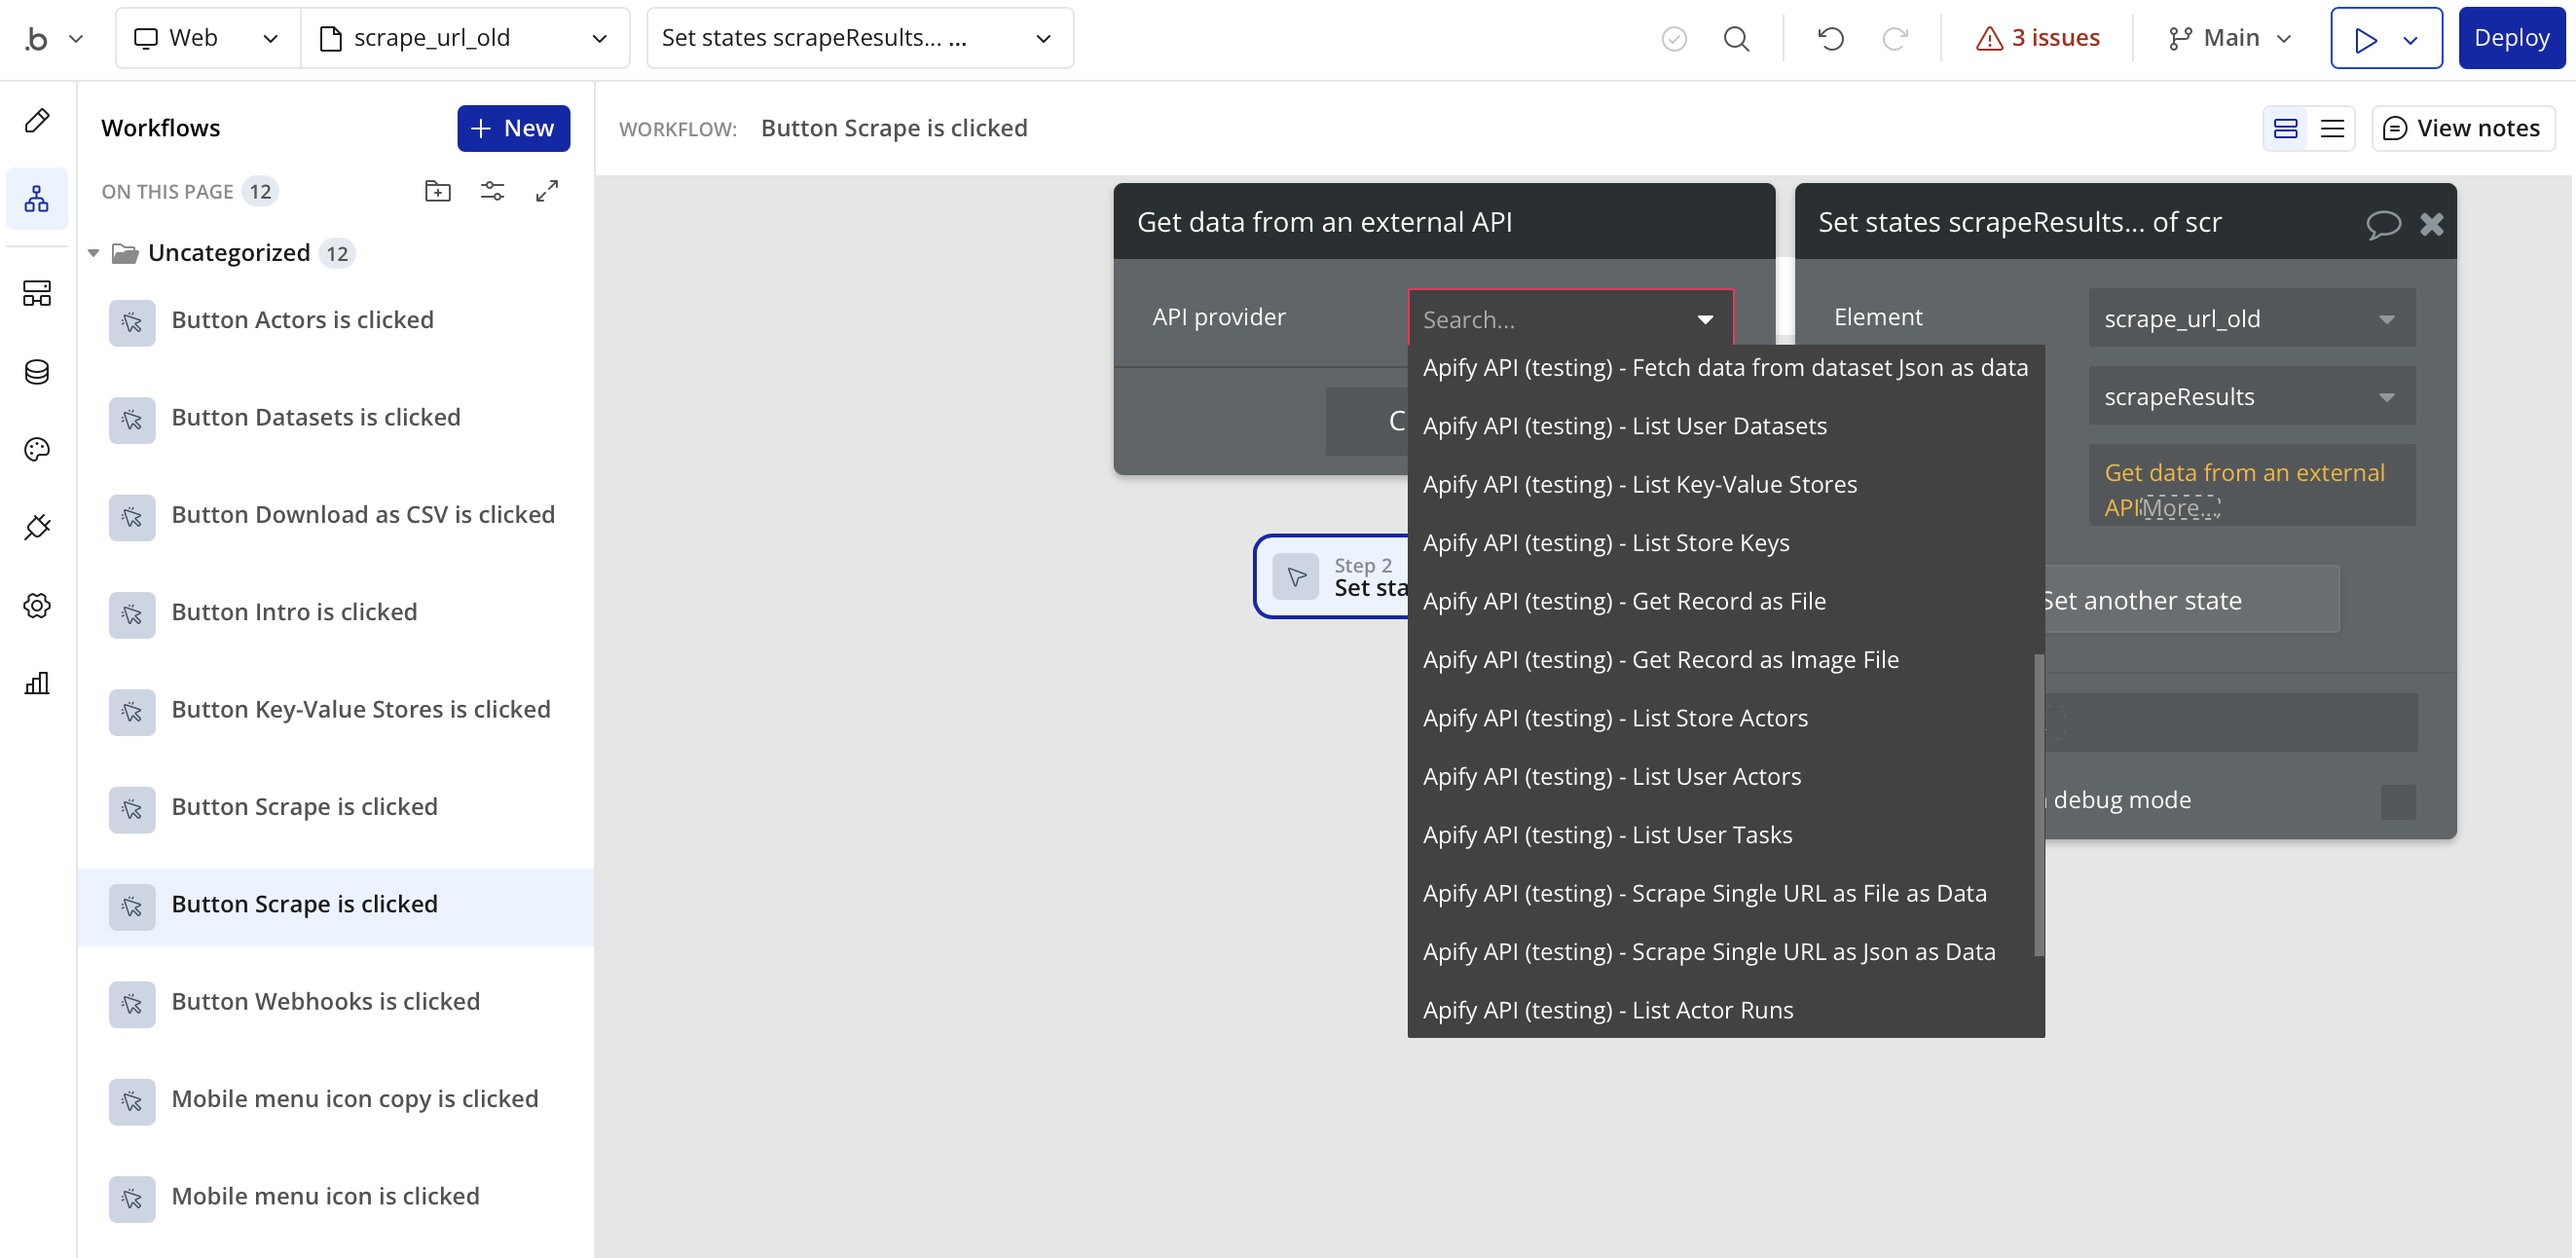 .b
Web
scrape_url_old
Set states scrapeResults... ...
3 issues
Main
Deploy
Workflows
New
ON THIS PAGE 12
Uncategorized 12
Button Actors is clicked
Button Datasets is clicked
Button Download as CSV is clicked
Button Intro is clicked
Button Key-Value Stores is clicked
Button Scrape is clicked
Button Scrape is clicked
Button Webhooks is clicked
Mobile menu icon copy is clicked
Mobile menu icon is clicked
WORKFLOW: Button Scrape is clicked
View notes
Get data from an external API
API provider
Search...
C
Step 2
Set sta
Apify API (testing) - Fetch data from dataset Json as data
Apify API (testing) - List User Datasets
Apify API (testing) - List Key-Value Stores
Apify API (testing) - List Store Keys
Apify API (testing) - Get Record as File
Apify API (testing) - Get Record as Image File
Apify API (testing) - List Store Actors
Apify API (testing) - List User Actors
Apify API (testing) - List User Tasks
Apify API (testing) - Scrape Single URL as File as Data
Apify API (testing) - Scrape Single URL as Json as Data
Apify API (testing) - List Actor Runs
Set states scrapeResults... of scr
Element
scrape_url_old
scrapeResults
Get data from an external
API More...
Set another state
debug mode